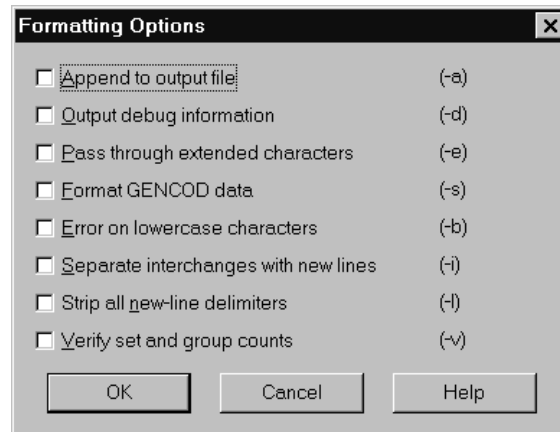 Formatting Options
Append to output file (-a)
Output debug information (-d)
Pass through extended characters (-e)
Format GENCOD data (-s)
Error on lowercase characters (-b)
Separate interchanges with new lines (-i)
Strip all new-line delimiters (-l)
Verify set and group counts (-v)
OK Cancel Help